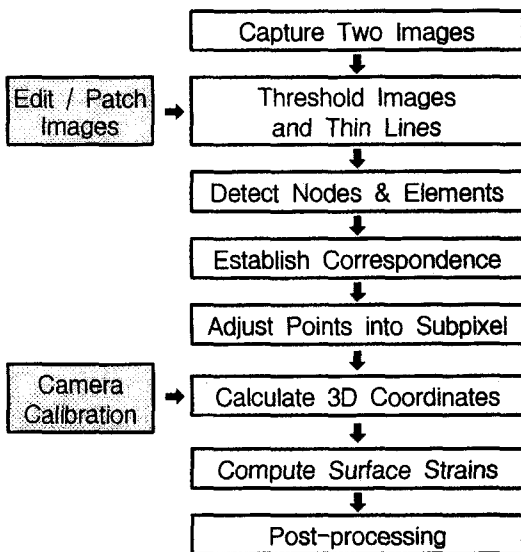 Capture Two Images
Edit / Patch
Images
Threshold Images
and Thin Lines
Detect Nodes & Elements
Establish Correspondence
Adjust Points into Subpixel
Camera
Calibration
Calculate 3D Coordinates
Compute Surface Strains
Post-processing